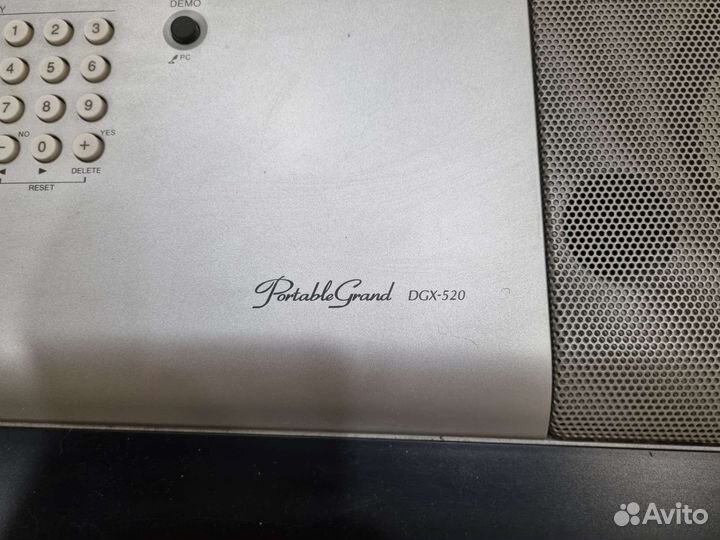 Y
DEMO
1 2 3
PC
4 5 6
7 8 9
NO YES
- 0 +
◄ ► DELETE
RESET
PortableGrand DGX-520
Avito